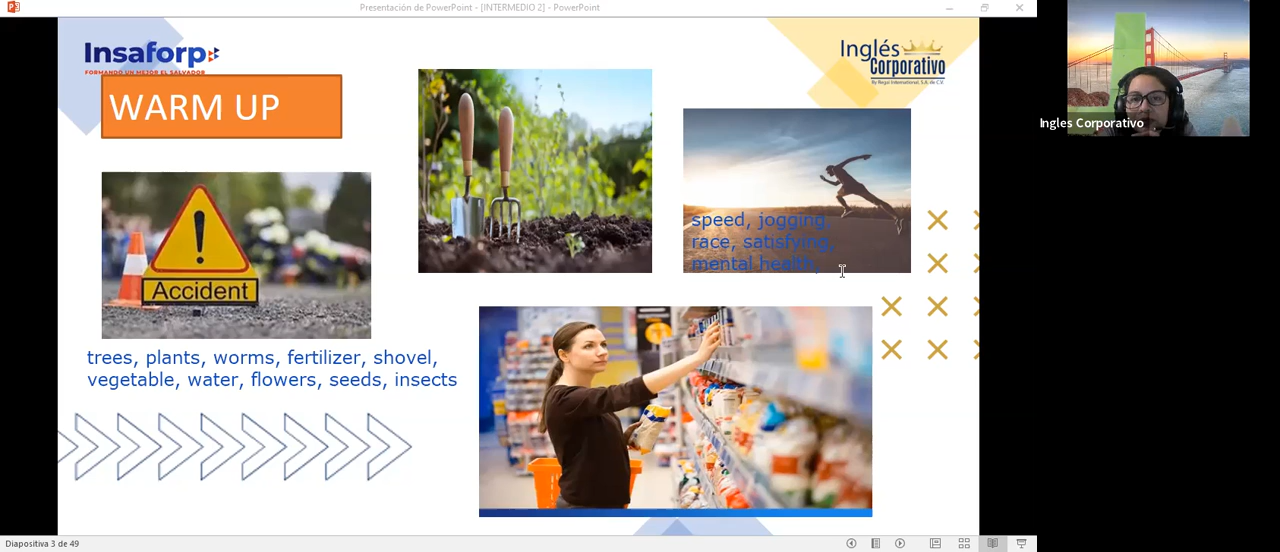 Presentación de PowerPoint - [INTERMEDIO 2] - PowerPoint
Insaforp
FORMANDO UN MEJOR EL SALVADOR
Inglés
Corporativo
By Regal International, S.A. de C.V.
WARM UP
Accident
speed, jogging,
race, satisfying,
mental health,
trees, plants, worms, fertilizer, shovel,
vegetable, water, flowers, seeds, insects
Ingles Corporativo
Diapositiva 3 de 49